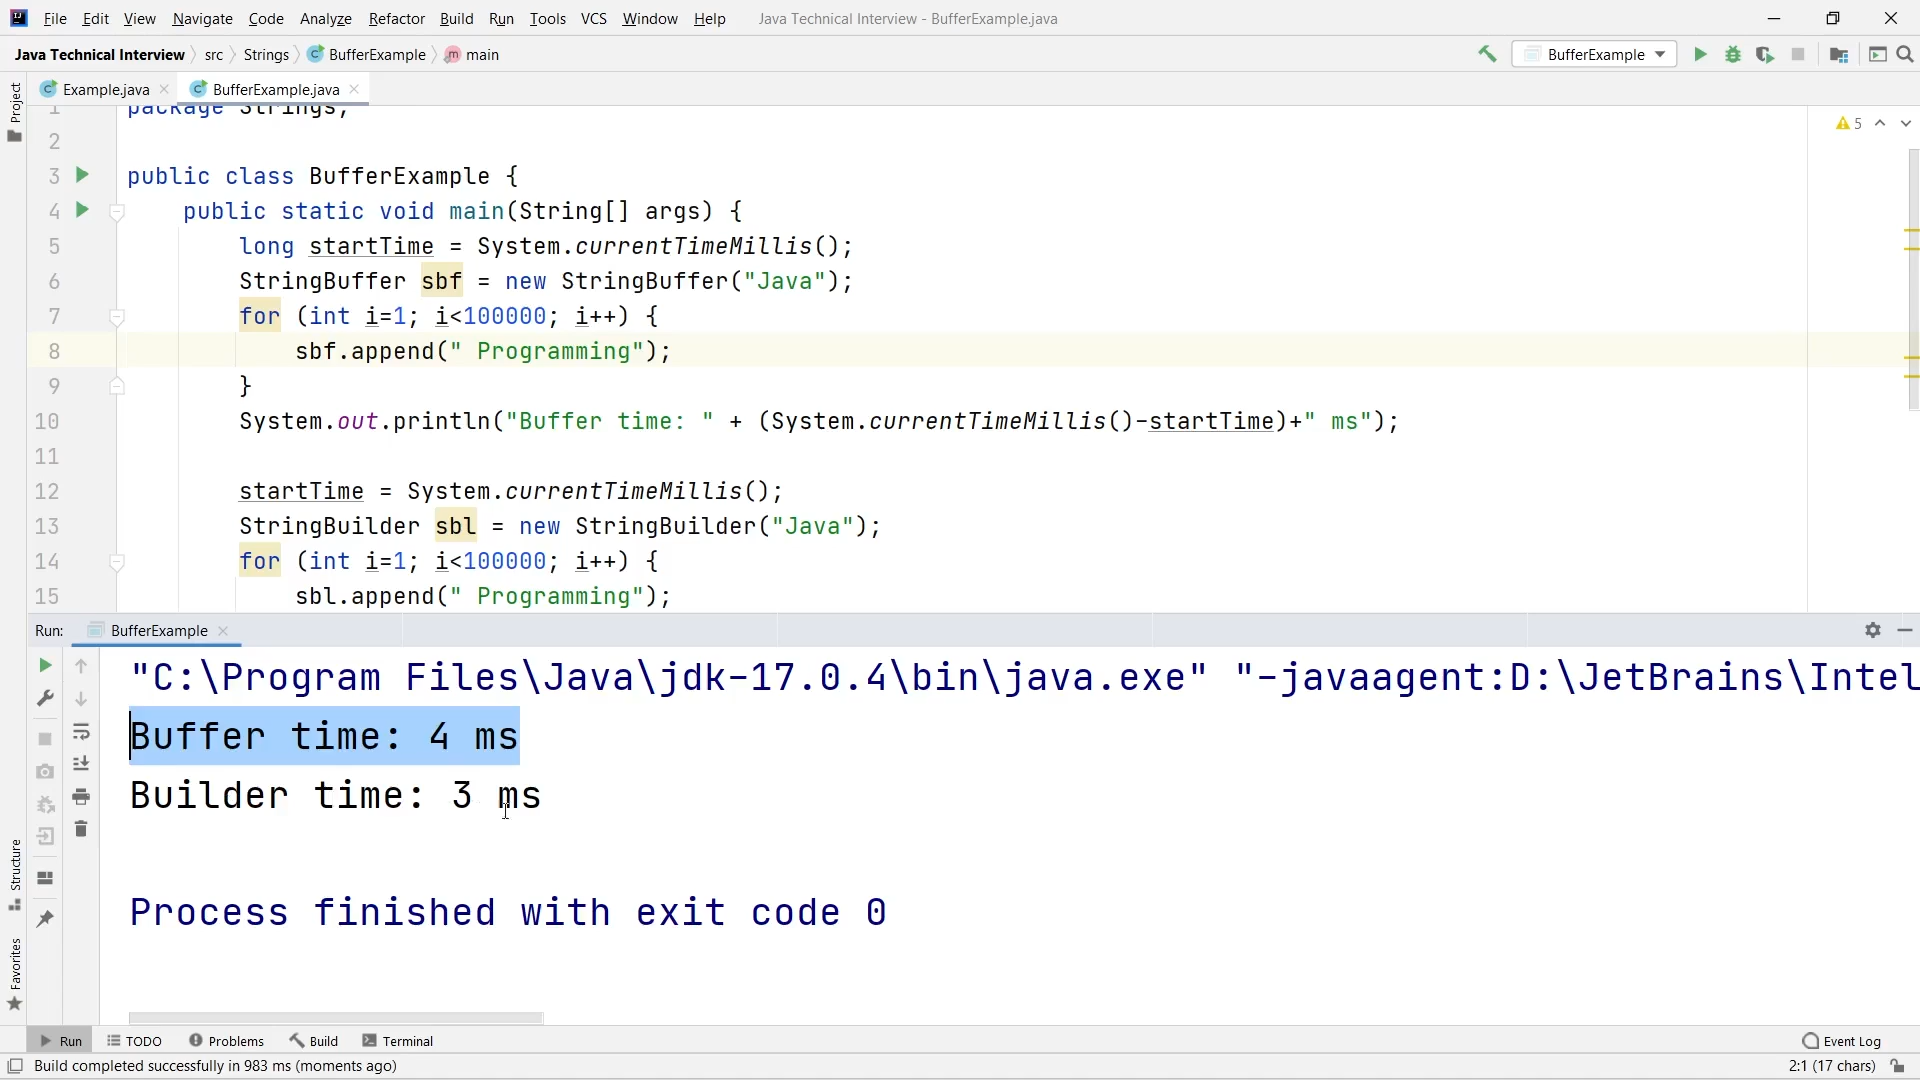 File Edit View Navigate Code Analyze Refactor Build Run Tools VCS Window Help Java Technical Interview - BufferExample.java
Java Technical Interview src Strings BufferExample main BufferExample
Example.java BufferExample.java
Project
1 package Strings;
5
2
3 public class BufferExample {
4 public static void main(String[] args) {
5 long startTime = System.currentTimeMillis();
6 StringBuffer sbf = new StringBuffer("Java");
7 for (int i=1; i<100000; i++) {
8 sbf.append(" Programming");
9 }
10 System.out.println("Buffer time: " + (System.currentTimeMillis()-startTime)+" ms");
11
12 startTime = System.currentTimeMillis();
13 StringBuilder sbl = new StringBuilder("Java");
14 for (int i=1; i<100000; i++) {
15 sbl.append(" Programming");
Run: BufferExample
"C:\Program Files\Java\jdk-17.0.4\bin\java.exe" "-javaagent:D:\JetBrains\Intel
Buffer time: 4 ms
Builder time: 3 ms
Process finished with exit code 0
Structure
Favorites
Run TODO Problems Build Terminal Event Log
Build completed successfully in 983 ms (moments ago) 2:1 (17 chars)